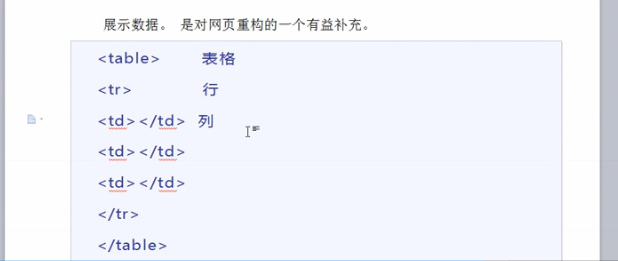 展示数据。 是对网页重构的一个有益补充。
<table> 表格
<tr> 行
<td></td> 列
<td></td>
<td></td>
</tr>
</table>